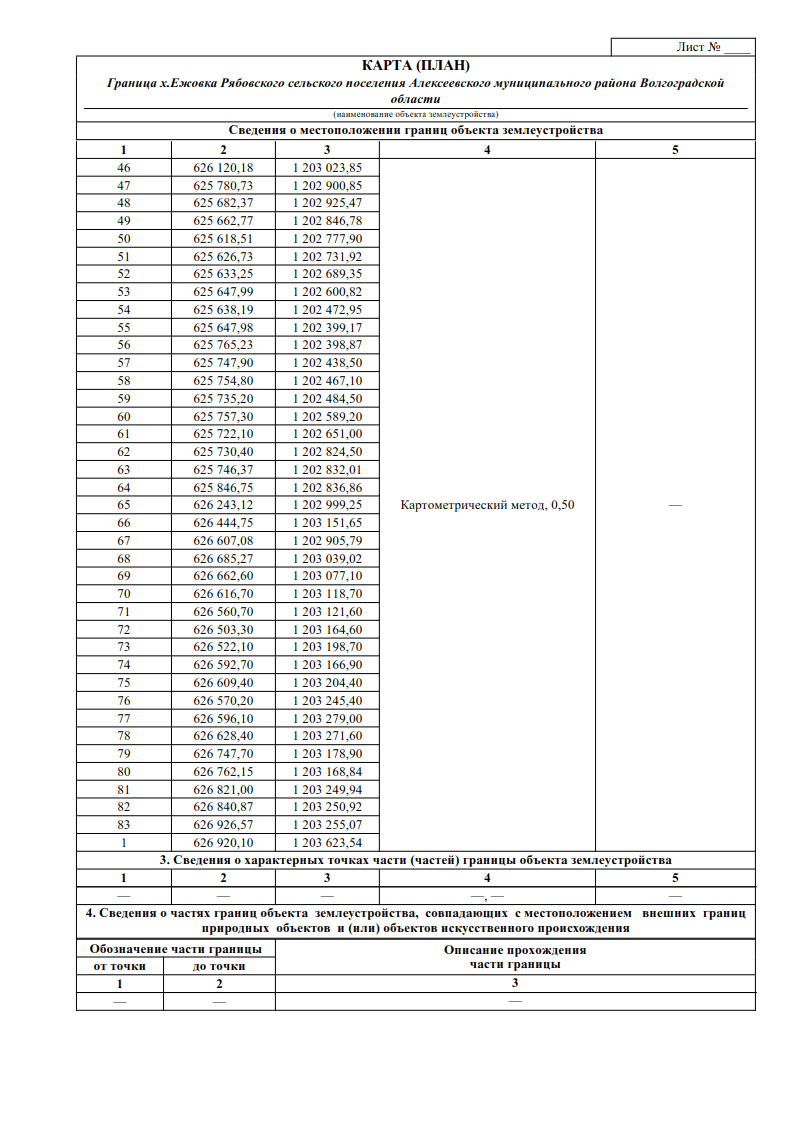 Лист № ____
КАРТА (ПЛАН)
Граница х.Ежовка Рябовского сельского поселения Алексеевского муниципального района Волгоградской
области
(наименование объекта землеустройства)
Сведения о местоположении границ объекта землеустройства
1 2 3 4 5
46 626 120,18 1 203 023,85
47 625 780,73 1 202 900,85
48 625 682,37 1 202 925,47
49 625 662,77 1 202 846,78
50 625 618,51 1 202 777,90
51 625 626,73 1 202 731,92
52 625 633,25 1 202 689,35
53 625 647,99 1 202 600,82
54 625 638,19 1 202 472,95
55 625 647,98 1 202 399,17
56 625 765,23 1 202 398,87
57 625 747,90 1 202 438,50
58 625 754,80 1 202 467,10
59 625 735,20 1 202 484,50
60 625 757,30 1 202 589,20
61 625 722,10 1 202 651,00
62 625 730,40 1 202 824,50
63 625 746,37 1 202 832,01
64 625 846,75 1 202 836,86
65 626 243,12 1 202 999,25 Картометрический метод, 0,50 —
66 626 444,75 1 203 151,65
67 626 607,08 1 202 905,79
68 626 685,27 1 203 039,02
69 626 662,60 1 203 077,10
70 626 616,70 1 203 118,70
71 626 560,70 1 203 121,60
72 626 503,30 1 203 164,60
73 626 522,10 1 203 198,70
74 626 592,70 1 203 166,90
75 626 609,40 1 203 204,40
76 626 570,20 1 203 245,40
77 626 596,10 1 203 279,00
78 626 628,40 1 203 271,60
79 626 747,70 1 203 178,90
80 626 762,15 1 203 168,84
81 626 821,00 1 203 249,94
82 626 840,87 1 203 250,92
83 626 926,57 1 203 255,07
1 626 920,10 1 203 623,54
3. Сведения о характерных точках части (частей) границы объекта землеустройства
1 2 3 4 5
— — — —, — —
4. Сведения о частях границ объекта землеустройства, совпадающих с местоположением внешних границ
природных объектов и (или) объектов искусственного происхождения
Обозначение части границы Описание прохождения
от точки до точки части границы
1 2 3
— — —